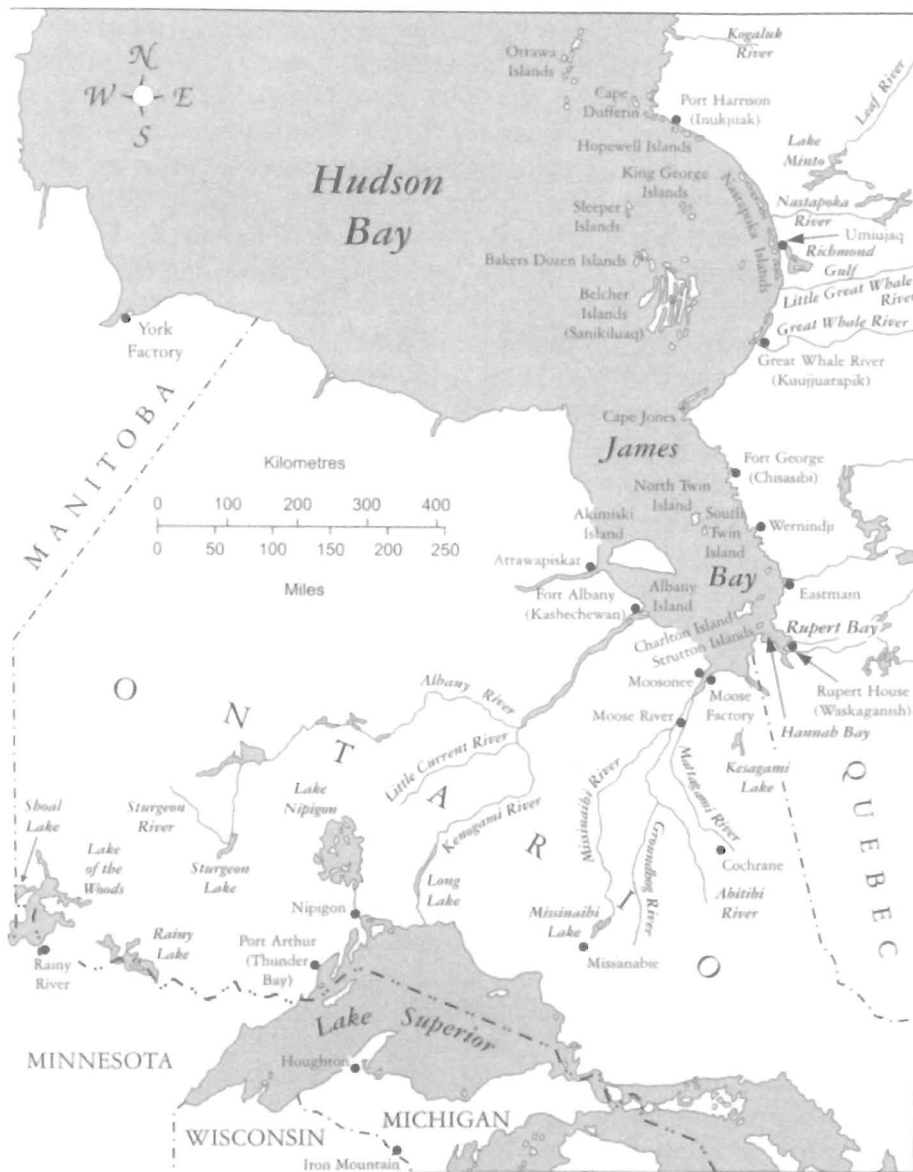 Kogaluk
River
Ottawa
Islands
N
W E
S
Cape
Dufferin
Port Harrison
(Inukjuak)
Leaf River
Hopewell Islands
Lake
Minto
Hudson
Bay
King George
Islands
Nastapoka Islands
Nastapoka
River
Sleeper
Islands
Umiujaq
Richmond
Gulf
Bakers Dozen Islands
Little Great Whale
River
Belcher
Islands
(Sanikiluaq)
Great Whale River
York
Factory
Great Whale River
(Kuujjuarapik)
MANITOBA
Cape Jones
James
Kilometres
Fort George
(Chisasibi)
0 100 200 300 400
North Twin
Island
Akimiski
Island
South
Twin
Island
Wernindji
0 50 100 150 200 250
Attawapiskat
Miles
Bay
Eastmain
Fort Albany
(Kashechewan)
Albany
Island
Charlton Island
Strutton Islands
Rupert Bay
ONTARIO
Albany River
Moosonee
Moose
Factory
Rupert House
(Waskaganish)
Moose River
Hannah Bay
Little Current River
Kesagami
Lake
QUEBEC
Lake
Nipigon
Missinaibi River
Mattagami River
Shoal
Lake
Sturgeon
River
Kenogami River
Groundhog River
Cochrane
Lake
of the
Woods
Sturgeon
Lake
Long
Lake
Abitibi
River
Nipigon
Missinaibi
Lake
Rainy
Lake
Port Arthur
(Thunder
Bay)
Missanabie
Rainy
River
Lake Superior
MINNESOTA
Houghton
MICHIGAN
WISCONSIN
Iron Mountain